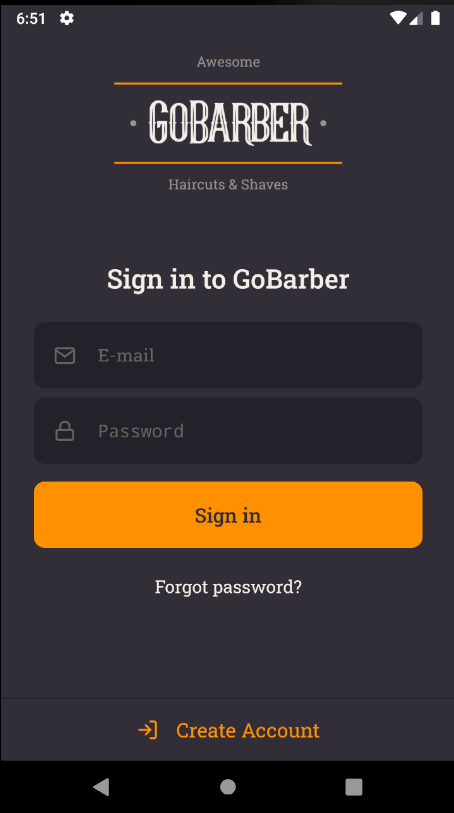 6:51
Awesome
GOBARBER
Haircuts & Shaves
Sign in to GoBarber
E-mail
Password
Sign in
Forgot password?
Create Account